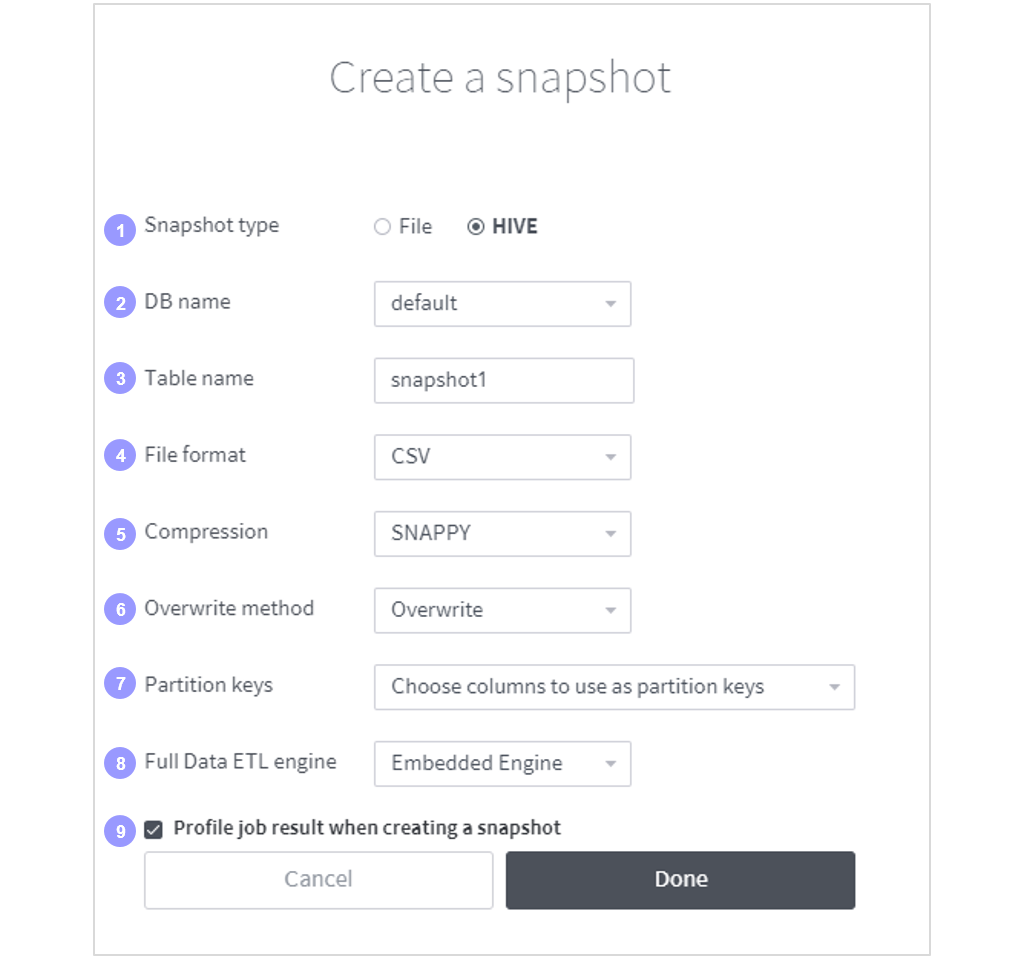 Create a snapshot
1 Snapshot type File HIVE
2 DB name default
3 Table name snapshot1
4 File format CSV
5 Compression SNAPPY
6 Overwrite method Overwrite
7 Partition keys Choose columns to use as partition keys
8 Full Data ETL engine Embedded Engine
9 Profile job result when creating a snapshot
Cancel Done